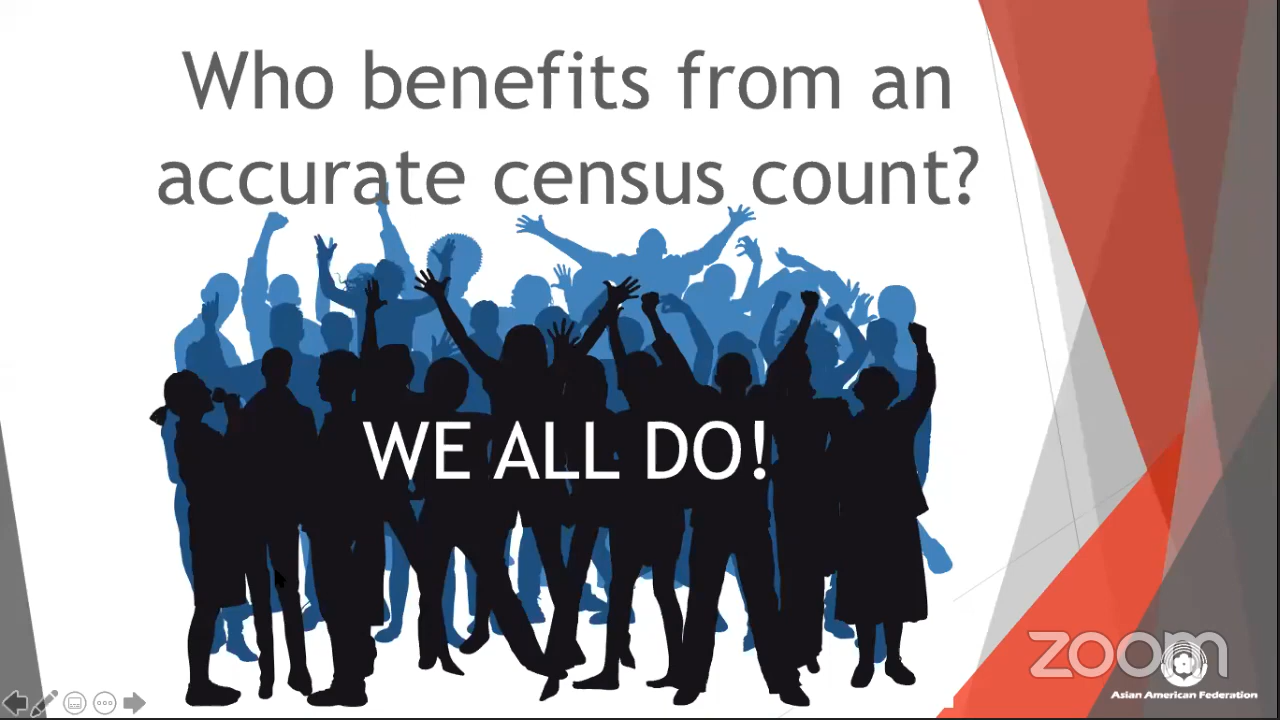 Who benefits from an
accurate census count?
WE ALL DO!
zoom
Asian American Federation